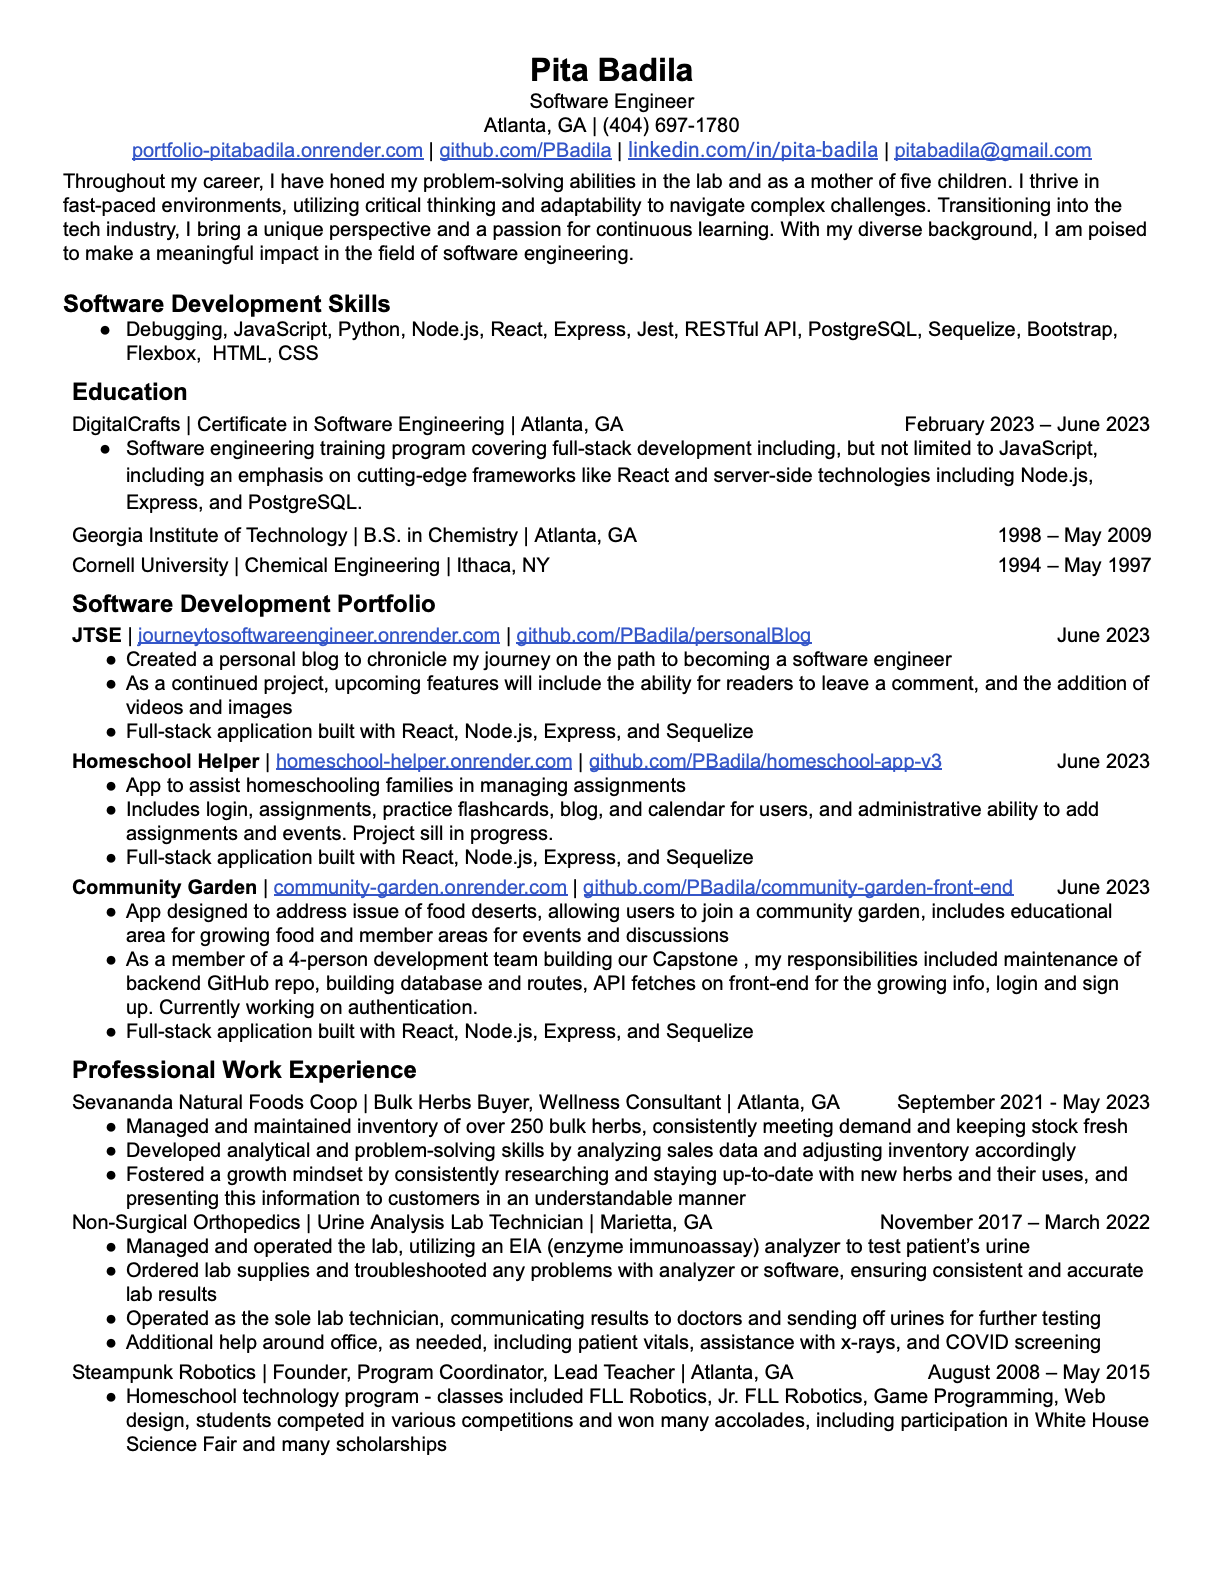 Pita Badila
Software Engineer
Atlanta, GA | (404) 697-1780
portfolio-pitabadila.onrender.com | github.com/PBadila | linkedin.com/in/pita-badila | pitabadila@gmail.com
Throughout my career, I have honed my problem-solving abilities in the lab and as a mother of five children. I thrive in
fast-paced environments, utilizing critical thinking and adaptability to navigate complex challenges. Transitioning into the
tech industry, I bring a unique perspective and a passion for continuous learning. With my diverse background, I am poised
to make a meaningful impact in the field of software engineering.
Software Development Skills
● Debugging, JavaScript, Python, Node.js, React, Express, Jest, RESTful API, PostgreSQL, Sequelize, Bootstrap,
Flexbox,  HTML, CSS
Education
DigitalCrafts | Certificate in Software Engineering | Atlanta, GA February 2023 – June 2023
● Software engineering training program covering full-stack development including, but not limited to JavaScript,
including an emphasis on cutting-edge frameworks like React and server-side technologies including Node.js,
Express, and PostgreSQL.
Georgia Institute of Technology | B.S. in Chemistry | Atlanta, GA 1998 – May 2009
Cornell University | Chemical Engineering | Ithaca, NY 1994 – May 1997
Software Development Portfolio
JTSE | journeytosoftwareengineer.onrender.com | github.com/PBadila/personalBlog June 2023
● Created a personal blog to chronicle my journey on the path to becoming a software engineer
● As a continued project, upcoming features will include the ability for readers to leave a comment, and the addition of
videos and images
● Full-stack application built with React, Node.js, Express, and Sequelize
Homeschool Helper | homeschool-helper.onrender.com | github.com/PBadila/homeschool-app-v3 June 2023
● App to assist homeschooling families in managing assignments
● Includes login, assignments, practice flashcards, blog, and calendar for users, and administrative ability to add
assignments and events. Project sill in progress.
● Full-stack application built with React, Node.js, Express, and Sequelize
Community Garden | community-garden.onrender.com | github.com/PBadila/community-garden-front-end June 2023
● App designed to address issue of food deserts, allowing users to join a community garden, includes educational
area for growing food and member areas for events and discussions
● As a member of a 4-person development team building our Capstone , my responsibilities included maintenance of
backend GitHub repo, building database and routes, API fetches on front-end for the growing info, login and sign
up. Currently working on authentication.
● Full-stack application built with React, Node.js, Express, and Sequelize
Professional Work Experience
Sevananda Natural Foods Coop | Bulk Herbs Buyer, Wellness Consultant | Atlanta, GA September 2021 - May 2023
● Managed and maintained inventory of over 250 bulk herbs, consistently meeting demand and keeping stock fresh
● Developed analytical and problem-solving skills by analyzing sales data and adjusting inventory accordingly
● Fostered a growth mindset by consistently researching and staying up-to-date with new herbs and their uses, and
presenting this information to customers in an understandable manner
Non-Surgical Orthopedics | Urine Analysis Lab Technician | Marietta, GA November 2017 – March 2022
● Managed and operated the lab, utilizing an EIA (enzyme immunoassay) analyzer to test patient’s urine
● Ordered lab supplies and troubleshooted any problems with analyzer or software, ensuring consistent and accurate
lab results
● Operated as the sole lab technician, communicating results to doctors and sending off urines for further testing
● Additional help around office, as needed, including patient vitals, assistance with x-rays, and COVID screening
Steampunk Robotics | Founder, Program Coordinator, Lead Teacher | Atlanta, GA August 2008 – May 2015
● Homeschool technology program - classes included FLL Robotics, Jr. FLL Robotics, Game Programming, Web
design, students competed in various competitions and won many accolades, including participation in White House
Science Fair and many scholarships